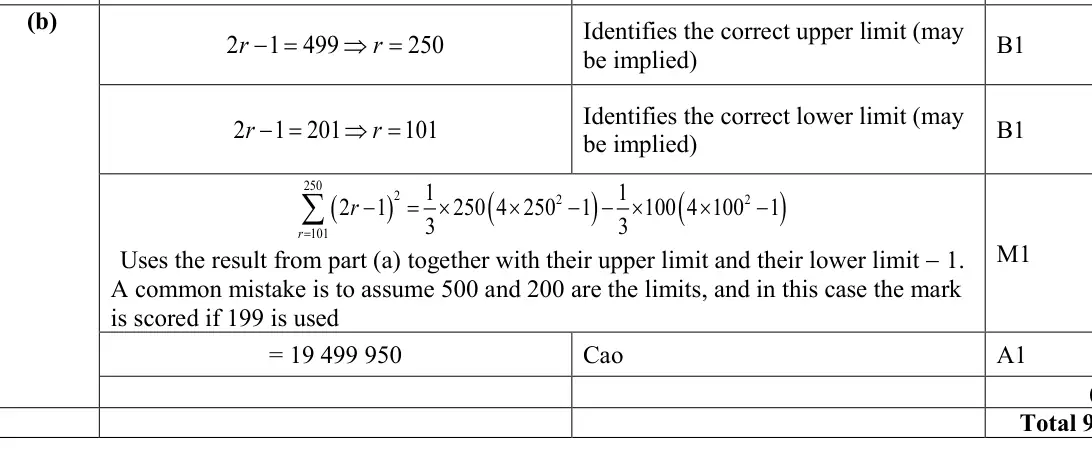 (b)
2r − 1 = 499 ⇒ r = 250
Identifies the correct upper limit (may
be implied)
B1
2r − 1 = 201 ⇒ r = 101
Identifies the correct lower limit (may
be implied)
B1
∑_{r=101}^{250} (2r − 1)² = 1/3 × 250(4 × 250² − 1) − 1/3 × 100(4 × 100² − 1)
Uses the result from part (a) together with their upper limit and their lower limit – 1.
A common mistake is to assume 500 and 200 are the limits, and in this case the mark
is scored if 199 is used
M1
= 19 499 950
Cao
A1
(
Total 9